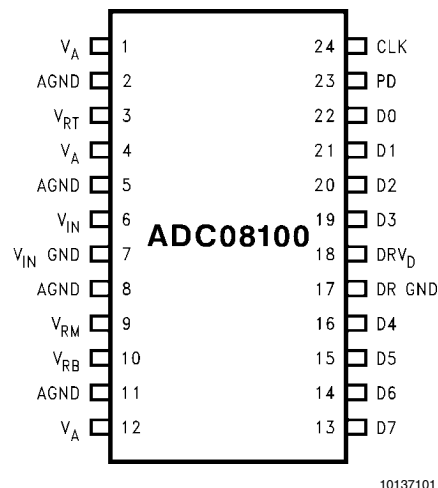 V_A 1 24 CLK
AGND 2 23 PD
V_RT 3 22 D0
V_A 4 21 D1
AGND 5 20 D2
V_IN 6 19 D3
ADC08100
V_IN GND 7 18 DRV_D
AGND 8 17 DR GND
V_RM 9 16 D4
V_RB 10 15 D5
AGND 11 14 D6
V_A 12 13 D7
10137101